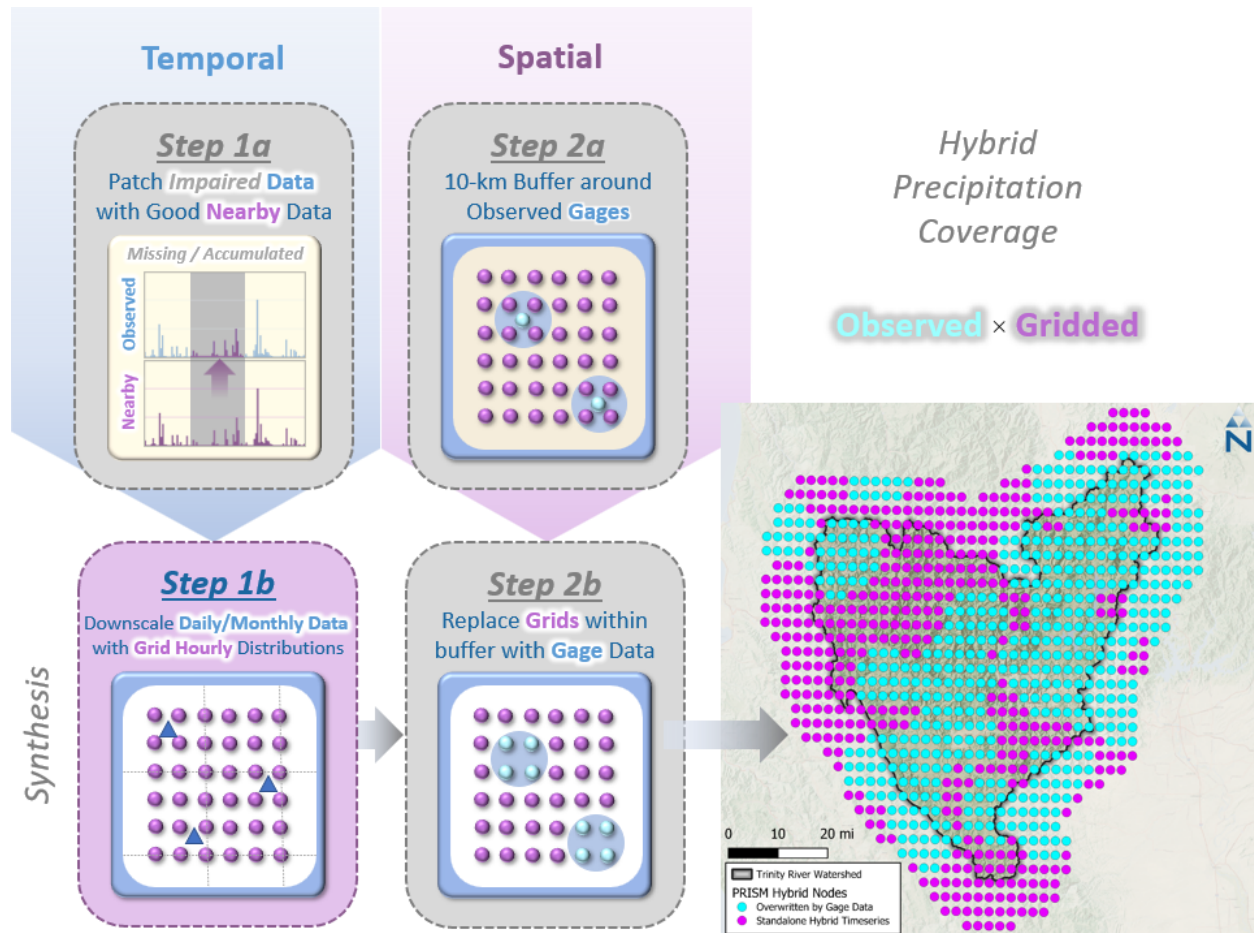 Temporal
Spatial
Step 1a
Patch Impaired Data
with Good Nearby Data
Missing / Accumulated
Observed
Nearby
Step 2a
10-km Buffer around
Observed Gages
Hybrid
Precipitation
Coverage
Observed × Gridded
Synthesis
Step 1b
Downscale Daily/Monthly Data
with Grid Hourly Distributions
Step 2b
Replace Grids within
buffer with Gage Data
N
0 10 20 mi
Trinity River Watershed
PRISM Hybrid Nodes
Overwritten by Gage Data
Standalone Hybrid Timeseries